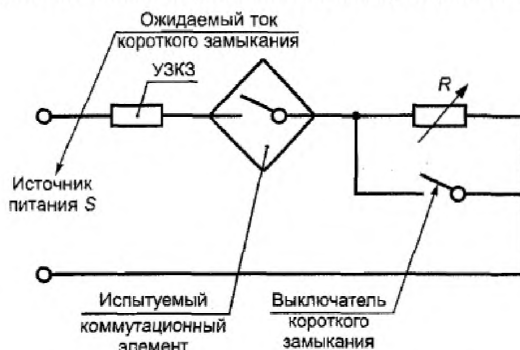 Ожидаемый ток
короткого замыкания
УЗКЗ
R
Источник
питания S
Испытуемый
коммутационный
элемент
Выключатель
короткого
замыкания